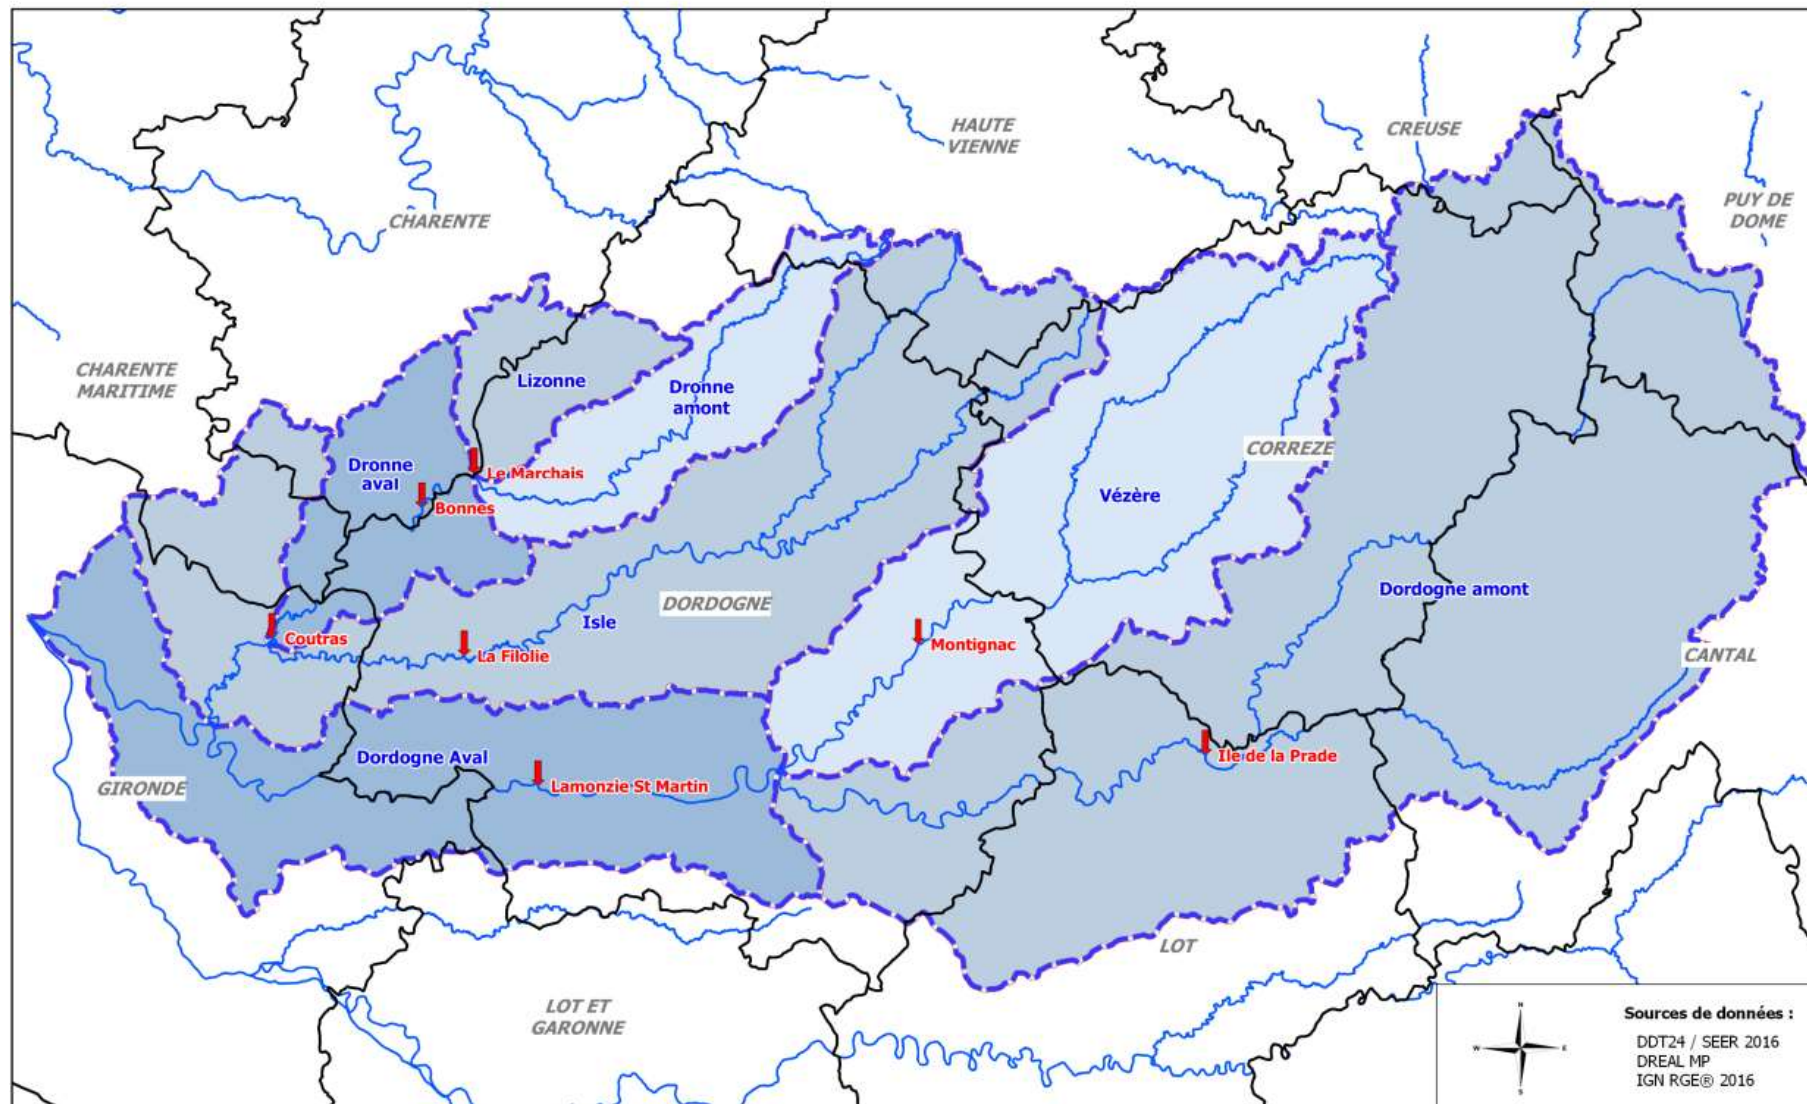 HAUTE
VIENNE
CREUSE
PUY DE
DOME
CHARENTE
CHARENTE
MARITIME
Lizonne
Dronne
amont
Dronne
aval
Le Marchais
Bonnes
CORREZE
Vézère
Dordogne amont
DORDOGNE
Isle
Coutras
La Filolie
Montignac
CANTAL
Dordogne Aval
Ile de la Prade
GIRONDE
Lamonzie St Martin
LOT
LOT ET
GARONNE
N
W
E
S
Sources de données :
DDT24 / SEER 2016
DREAL MP
IGN RGE® 2016